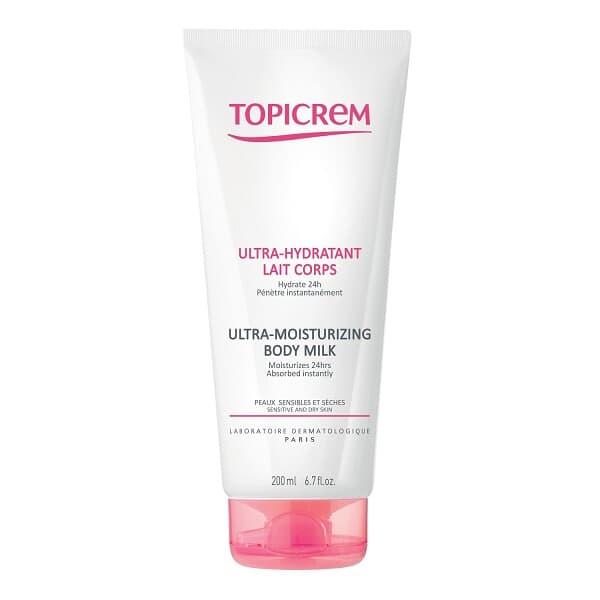 TOPICREM
ULTRA-HYDRATANT
LAIT CORPS
Hydrate 24h
Pénètre instantanément
ULTRA-MOISTURIZING
BODY MILK
Moisturizes 24hrs
Absorbed instantly
PEAUX SENSIBLES ET SÈCHES
SENSITIVE AND DRY SKIN
LABORATOIRE DERMATOLOGIQUE
PARIS
200 ml 6.7 fl.oz.